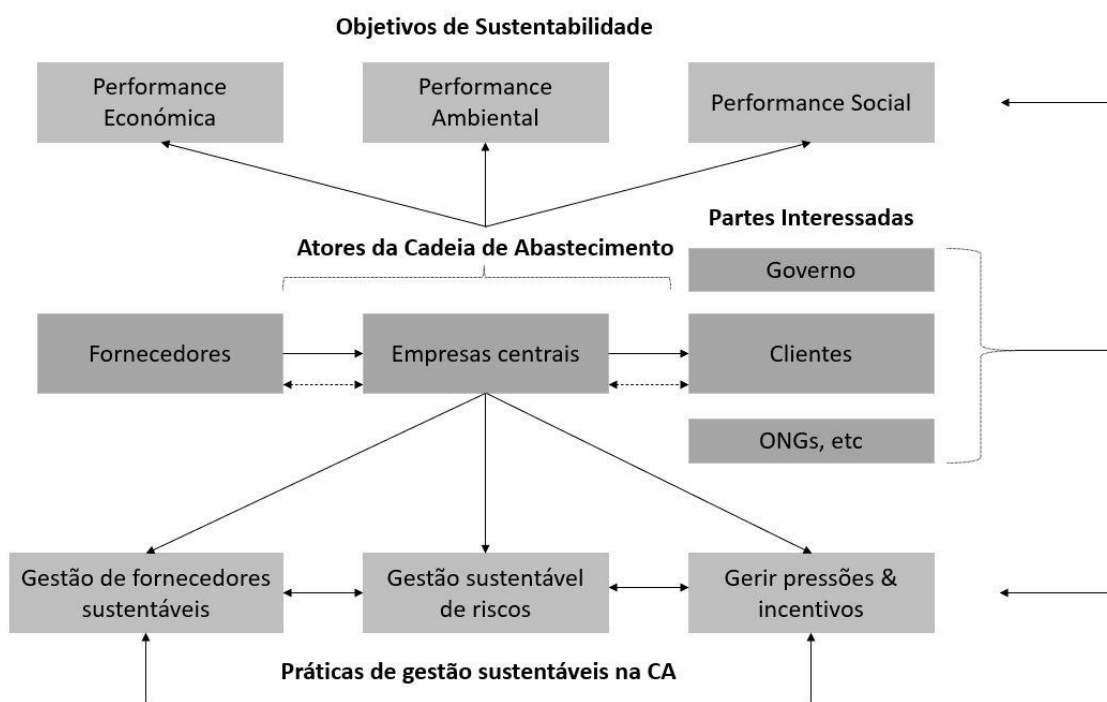 Objetivos de Sustentabilidade
Performance
Económica
Performance
Ambiental
Performance Social
Partes Interessadas
Atores da Cadeia de Abastecimento
Governo
Fornecedores
Empresas centrais
Clientes
ONGs, etc
Gestão de fornecedores
sustentáveis
Gestão sustentável
de riscos
Gerir pressões &
incentivos
Práticas de gestão sustentáveis na CA